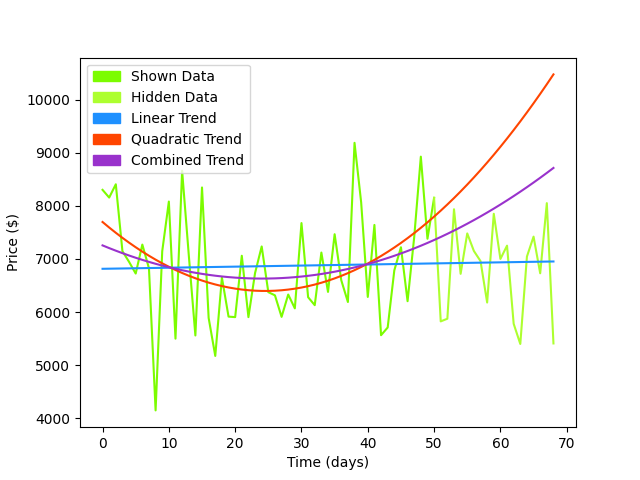 Shown Data
Hidden Data
Linear Trend
Quadratic Trend
Combined Trend
10000
9000
8000
7000
6000
5000
4000
Price ($)
0 10 20 30 40 50 60 70
Time (days)